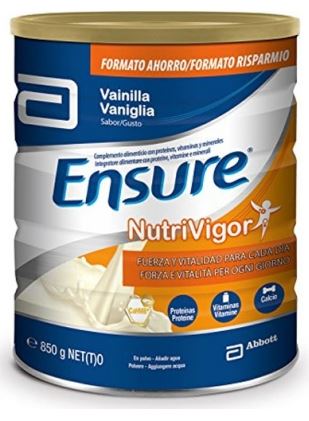 FORMATO AHORRO/FORMATO RISPARMIO
Vainilla
Vaniglia
Sabor/Gusto
Complemento alimenticio con proteínas, vitaminas y minerales
Integratore alimentare con proteine, vitamine e minerali
Ensure®
NutriVigor
FUERZA Y VITALIDAD PARA CADA DÍA
FORZA E VITALITÀ PER OGNI GIORNO
CaHMB
Proteínas
Proteine
Vitaminas
Vitamine
Calcio
℮ 850 g NET(T)O
En polvo - Añadir agua
Polvere - Aggiungere acqua
Abbott